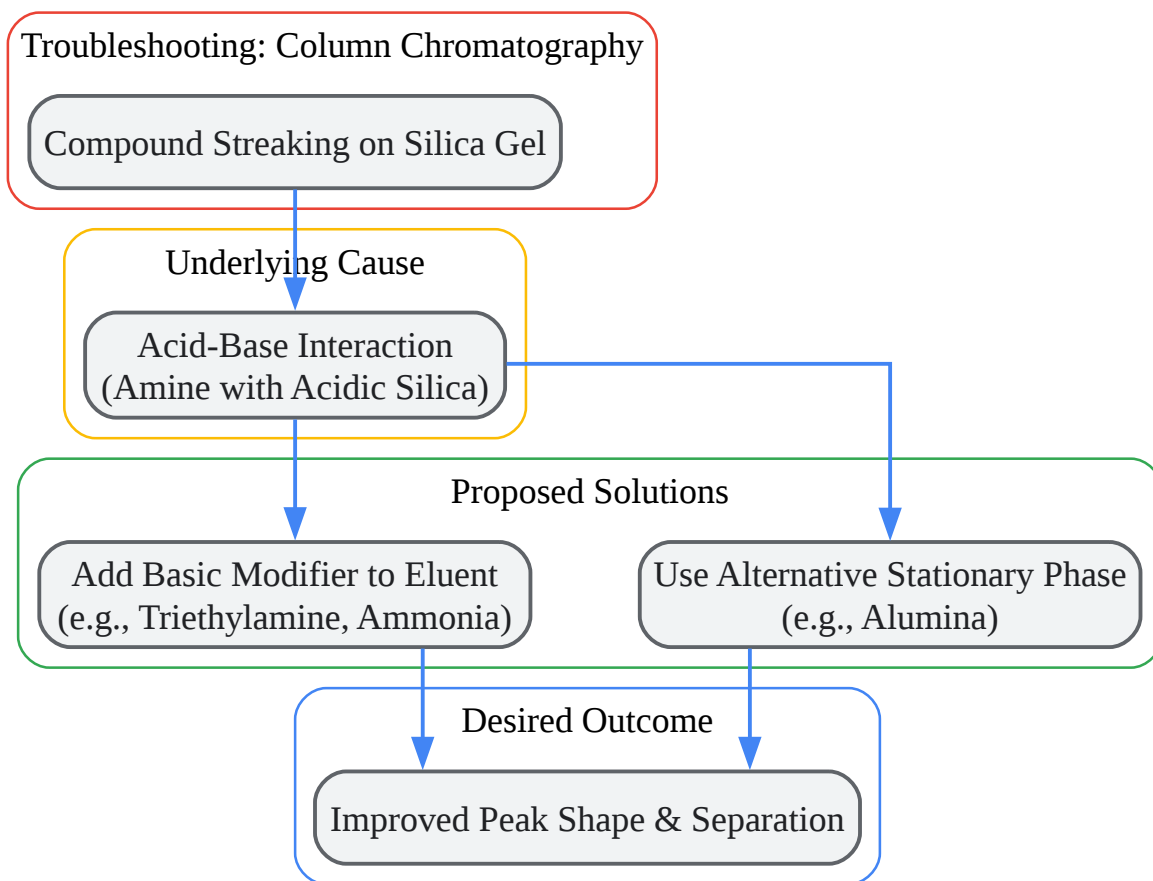 Troubleshooting: Column Chromatography
Compound Streaking on Silica Gel
Underlying Cause
Acid-Base Interaction
(Amine with Acidic Silica)
Proposed Solutions
Add Basic Modifier to Eluent
(e.g., Triethylamine, Ammonia)
Use Alternative Stationary Phase
(e.g., Alumina)
Desired Outcome
Improved Peak Shape & Separation